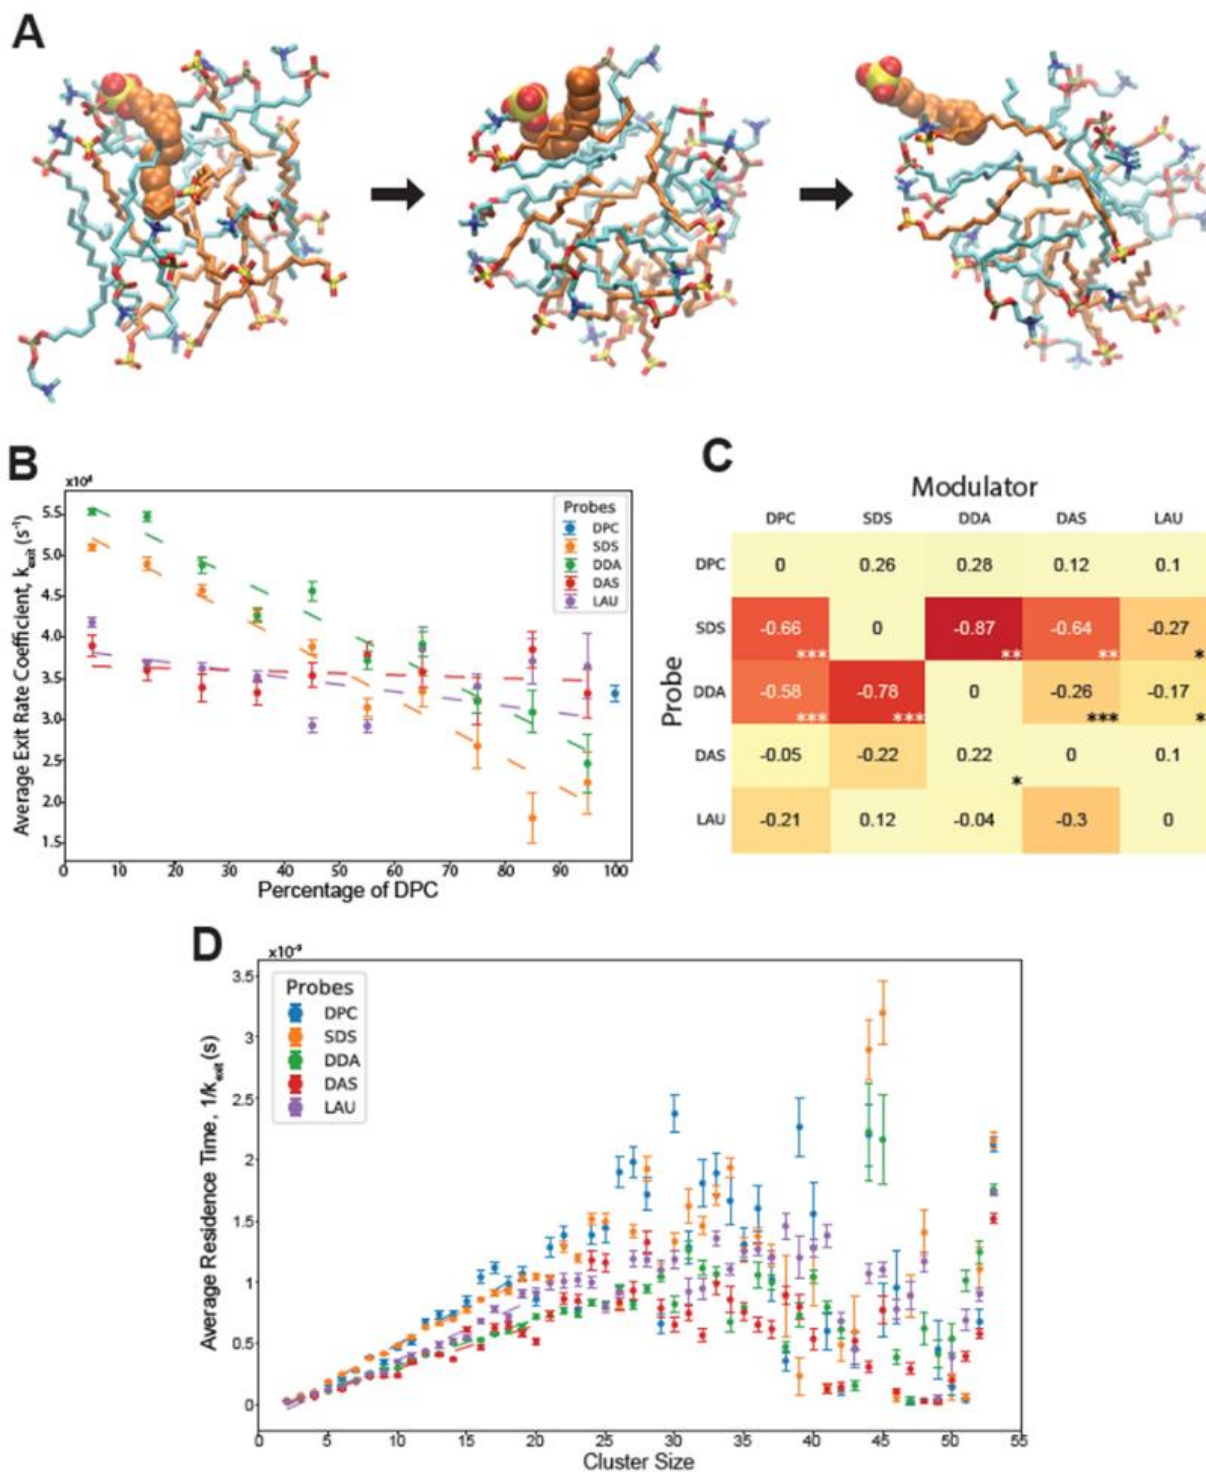 A
B
x10⁸
5.5
5.0
4.0
3.5
3.0
2.5
2.0
1.5
0 10 20 30 40 50 60 70 80 90 100
Average Exit Rate Coefficient, kexit (s⁻¹)
Percentage of DPC
Probes
DPC
SDS
DDA
DAS
LAU
C
Modulator
DPC SDS DDA DAS LAU
Probe
DPC 0 0.26 0.28 0.12 0.1
SDS -0.66 *** 0 -0.87 ** -0.64 ** -0.27 *
DDA -0.58 *** -0.78 *** 0 -0.26 *** -0.17 *
DAS -0.05 -0.22 0.22 * 0 0.1
LAU -0.21 0.12 -0.04 -0.3 0
D
x10⁻⁹
3.5
3
2.5
2
1.5
1
0.5
0
0 5 10 15 20 25 30 35 40 45 50 55
Average Residence Time, 1/kexit (s)
Cluster Size
Probes
DPC
SDS
DDA
DAS
LAU